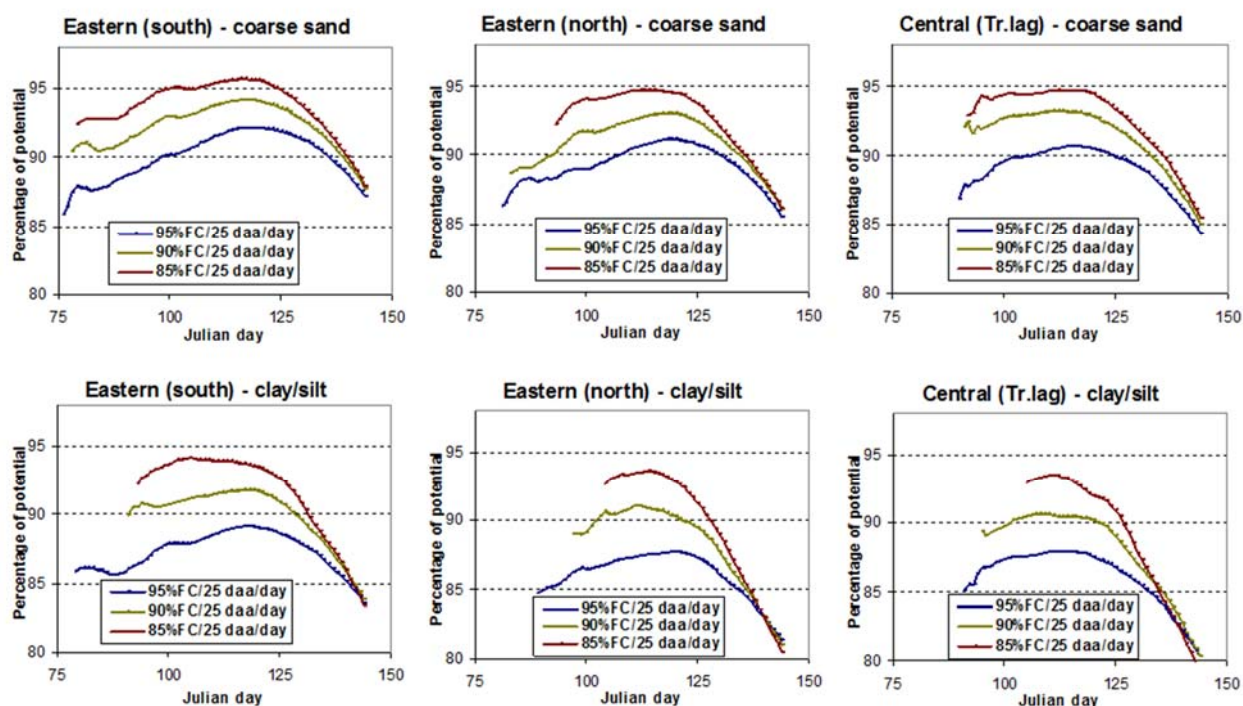 Eastern (south) - coarse sand
Percentage of potential
95
90
85
80
95%FC/25 daa/day
90%FC/25 daa/day
85%FC/25 daa/day
75 100 125 150
Julian day
Eastern (north) - coarse sand
Percentage of potential
95
90
85
80
95%FC/25 daa/day
90%FC/25 daa/day
85%FC/25 daa/day
75 100 125 150
Julian day
Central (Tr.lag) - coarse sand
Percentage of potential
95
90
85
80
95%FC/25 daa/day
90%FC/25 daa/day
85%FC/25 daa/day
75 100 125 150
Julian day
Eastern (south) - clay/silt
Percentage of potential
95
90
85
80
95%FC/25 daa/day
90%FC/25 daa/day
85%FC/25 daa/day
75 100 125 150
Julian day
Eastern (north) - clay/silt
Percentage of potential
95
90
85
80
95%FC/25 daa/day
90%FC/25 daa/day
85%FC/25 daa/day
75 100 125 150
Julian day
Central (Tr.lag) - clay/silt
Percentage of potential
95
90
85
80
95%FC/25 daa/day
90%FC/25 daa/day
85%FC/25 daa/day
75 100 125 150
Julian day